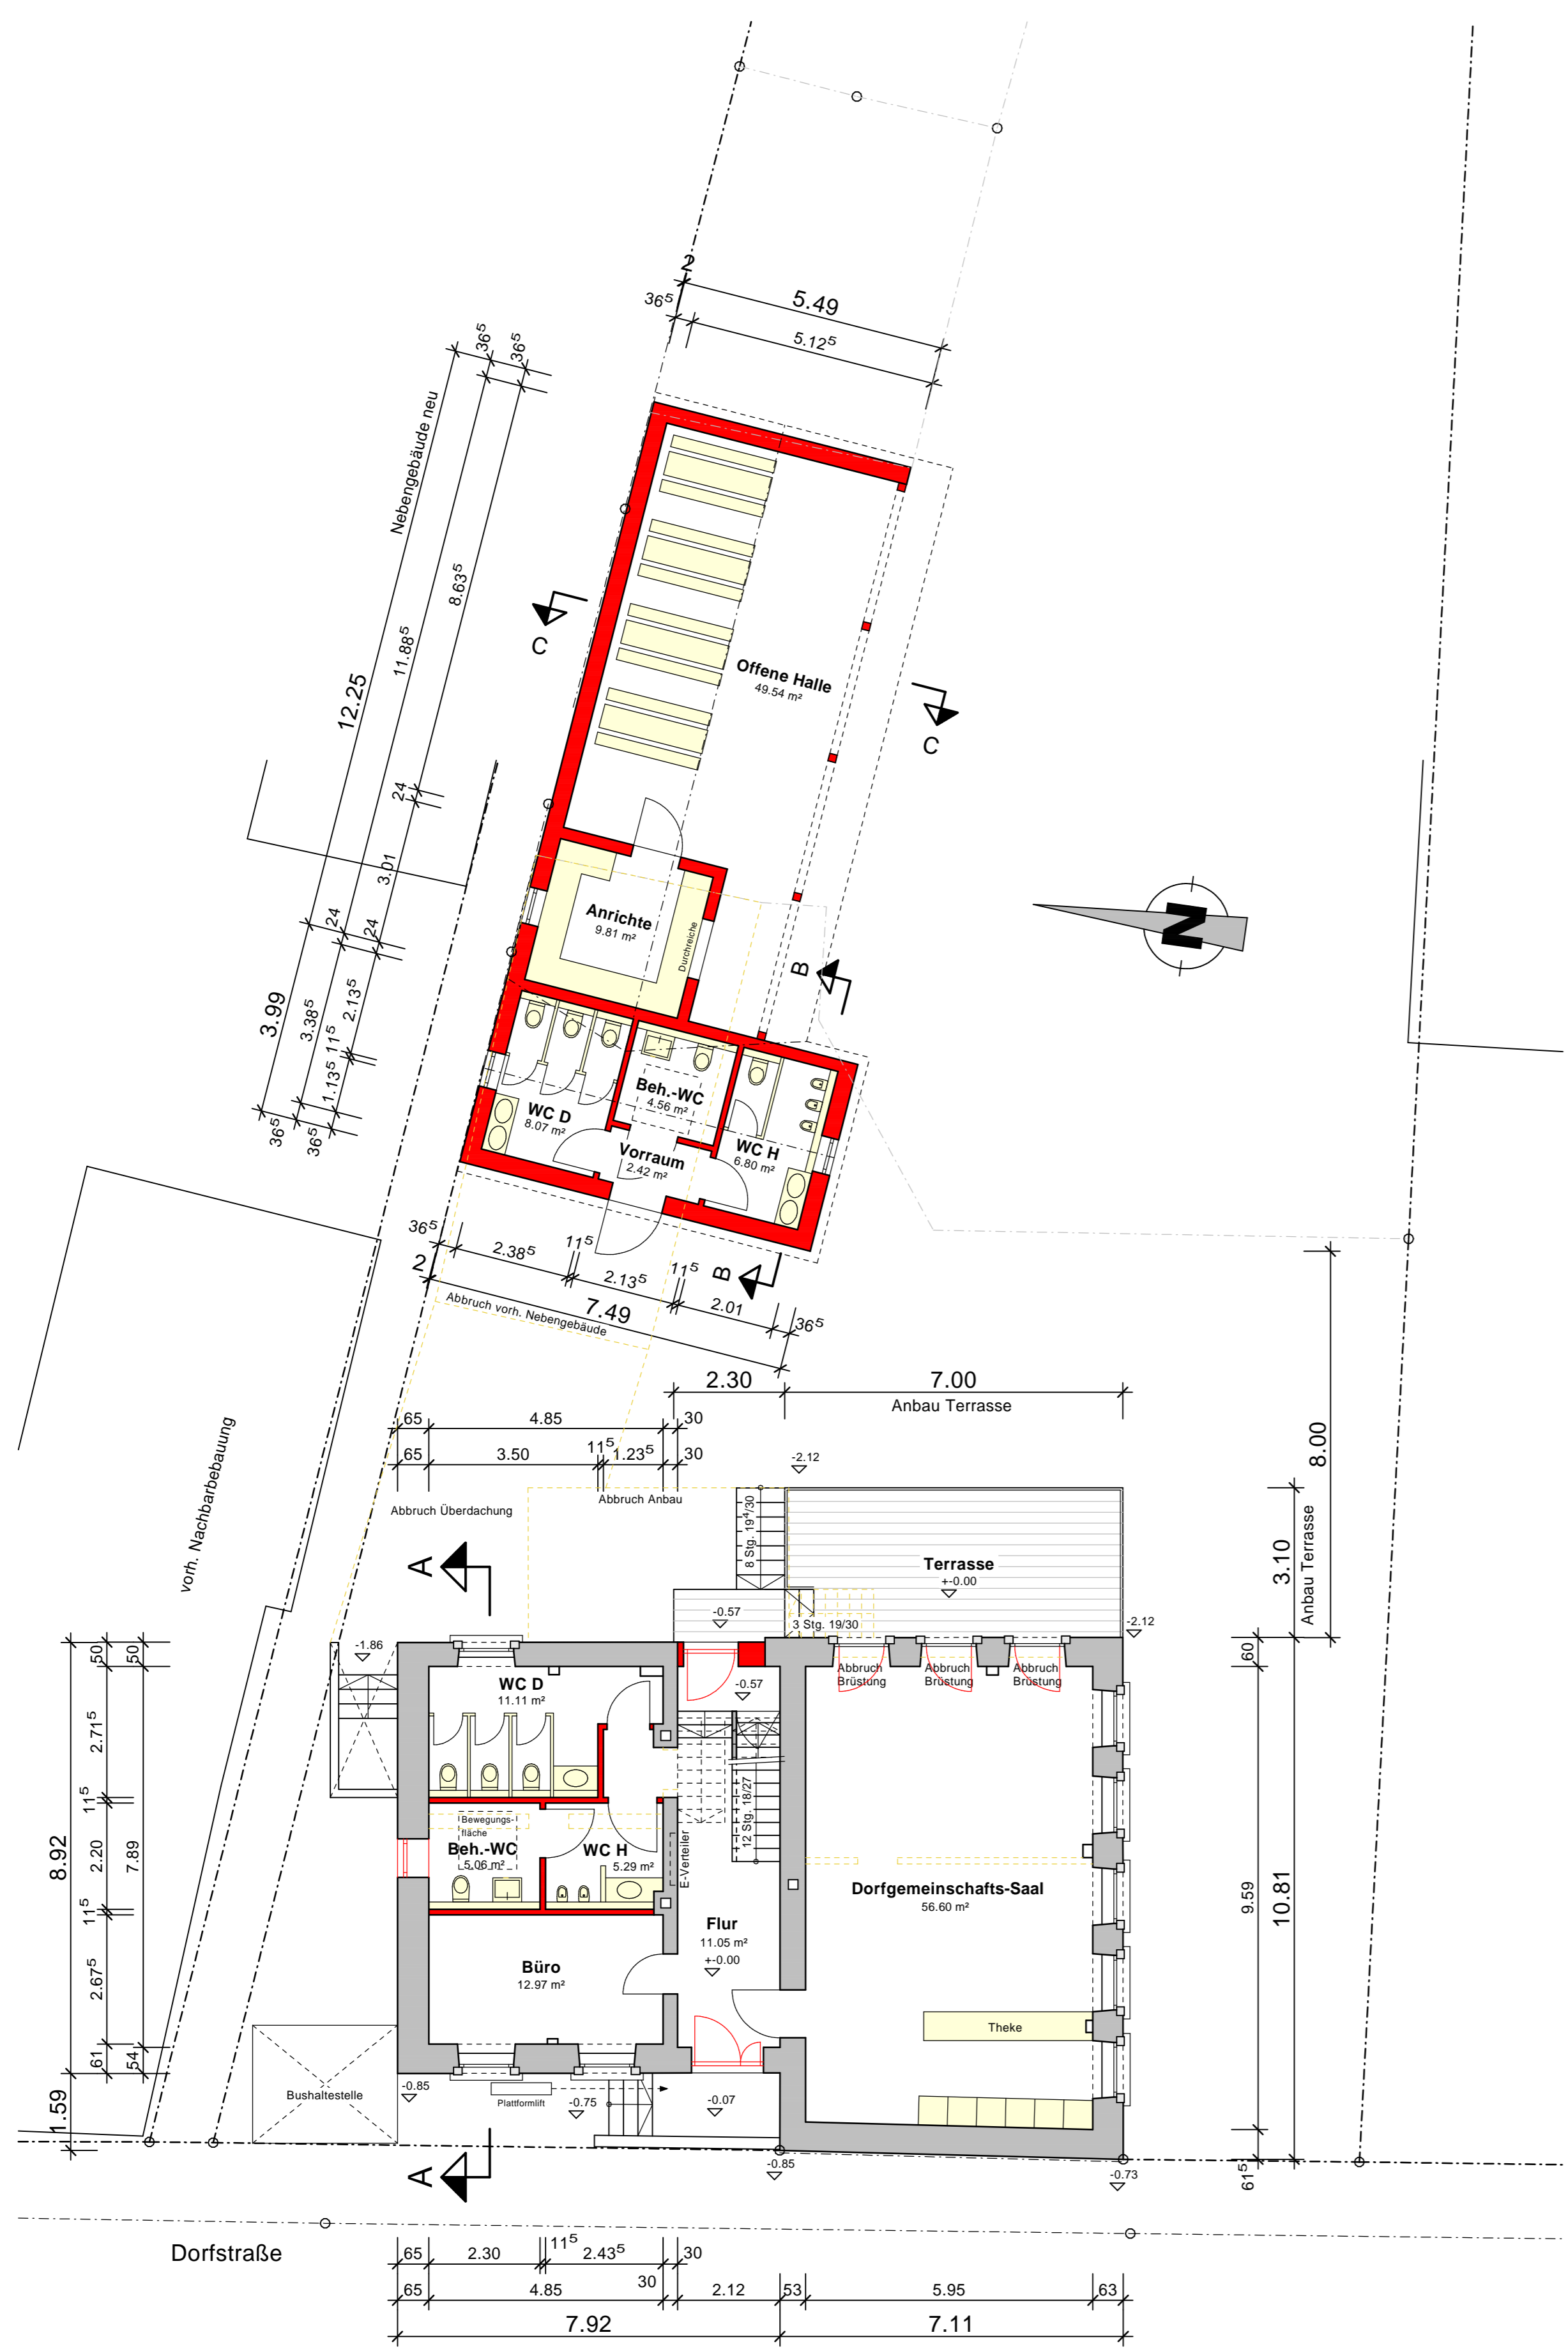 2
5.49
36⁵
5.12⁵
36⁵
36⁵
Nebengebäude neu
8.63⁵
11.88⁵
12.25
C
Offene Halle
49.54 m²
C
24
3.01
24
24
Anrichte
9.81 m²
Durchreiche
N
B
3.99
3.38⁵
2.13⁵
11⁵
1.13⁵
36⁵
36⁵
Beh.-WC
4.56 m²
WC D
8.07 m²
Vorraum
2.42 m²
WC H
6.80 m²
36⁵
2.38⁵
11⁵
2.13⁵
11⁵
2.01
36⁵
B
2
7.49
Abbruch vorh. Nebengebäude
2.30
7.00
Anbau Terrasse
65
4.85
30
65
3.50
11⁵
1.23⁵
30
Abbruch Überdachung
Abbruch Anbau
-2.12
8.00
vorh. Nachbarbebauung
8 Stg. 19⁴/30
A
Terrasse
+-0.00
3.10
Anbau Terrasse
-0.57
3 Stg. 19/30
-2.12
-1.86
50
50
60
Abbruch
Brüstung
Abbruch
Brüstung
Abbruch
Brüstung
WC D
11.11 m²
-0.57
2.71⁵
11⁵
12 Stg. 18/27
Bewegungs-
fläche
Beh.-WC
5.06 m²
WC H
5.29 m²
E-Verteiler
8.92
2.20
7.89
11⁵
Dorfgemeinschafts-Saal
56.60 m²
9.59
10.81
Flur
11.05 m²
+-0.00
Büro
12.97 m²
2.67⁵
Theke
61
54
Bushaltestelle
-0.85
Plattformlift
-0.75
-0.07
1.59
-0.85
-0.73
61⁵
A
Dorfstraße
65
2.30
11⁵
2.43⁵
30
65
4.85
30
2.12
53
5.95
63
7.92
7.11